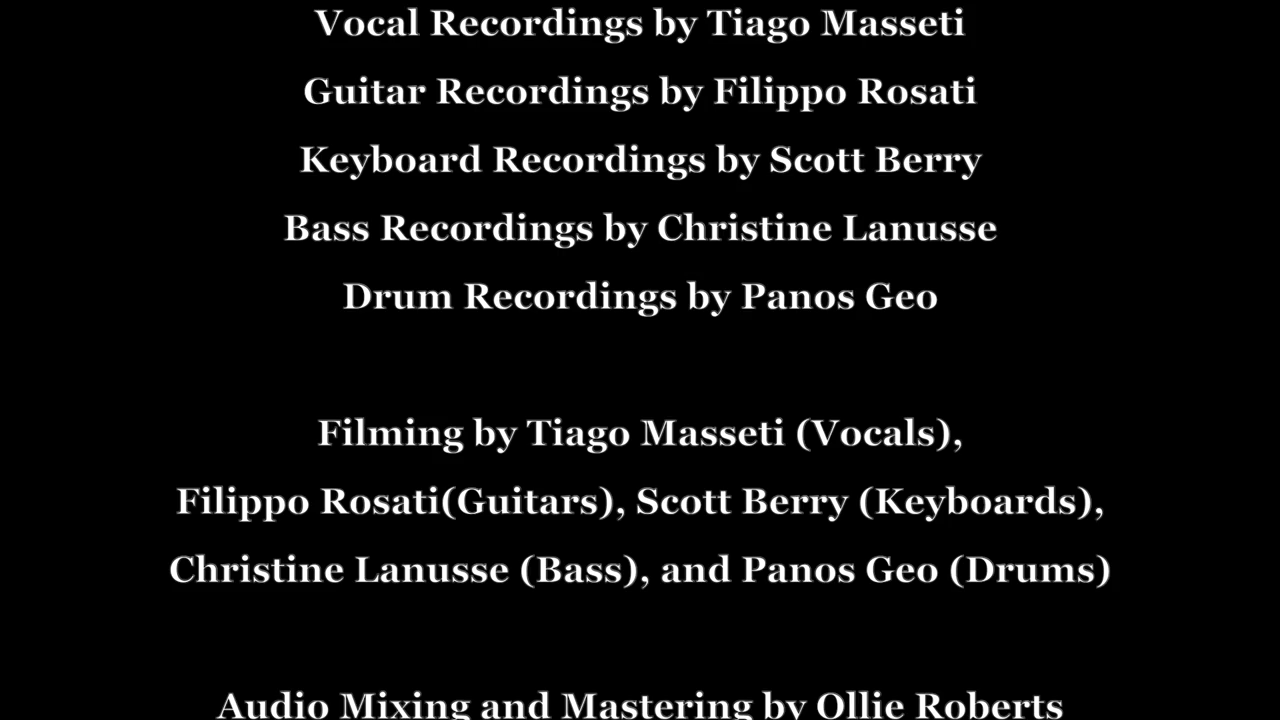 Vocal Recordings by Tiago Masseti
Guitar Recordings by Filippo Rosati
Keyboard Recordings by Scott Berry
Bass Recordings by Christine Lanusse
Drum Recordings by Panos Geo
Filming by Tiago Masseti (Vocals),
Filippo Rosati(Guitars), Scott Berry (Keyboards),
Christine Lanusse (Bass), and Panos Geo (Drums)
Audio Mixing and Mastering by Ollie Roberts